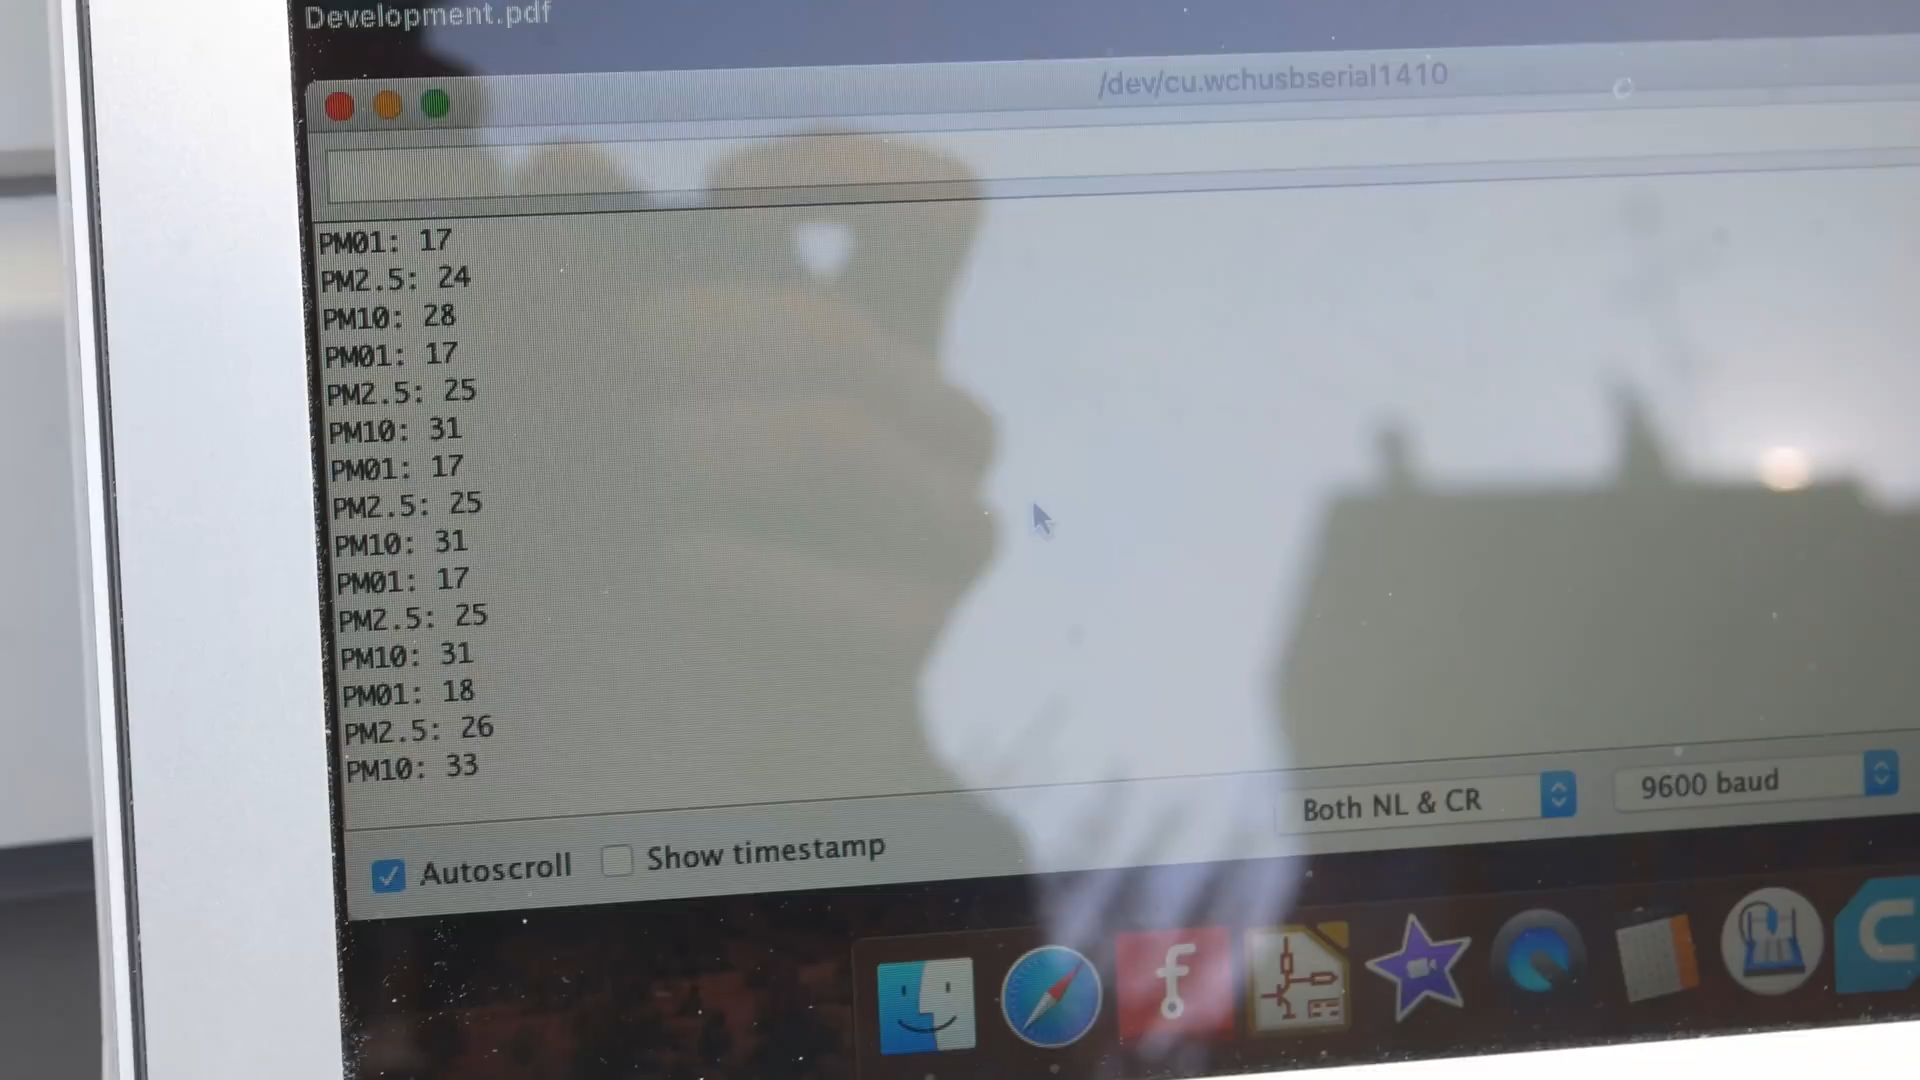 Development.pdf
/dev/cu.wchusbserial1410
PM01: 17
PM2.5: 24
PM10: 28
PM01: 17
PM2.5: 25
PM10: 31
PM01: 17
PM2.5: 25
PM10: 31
PM01: 17
PM2.5: 25
PM10: 31
PM01: 18
PM2.5: 26
PM10: 33
Autoscroll
Show timestamp
Both NL & CR
9600 baud